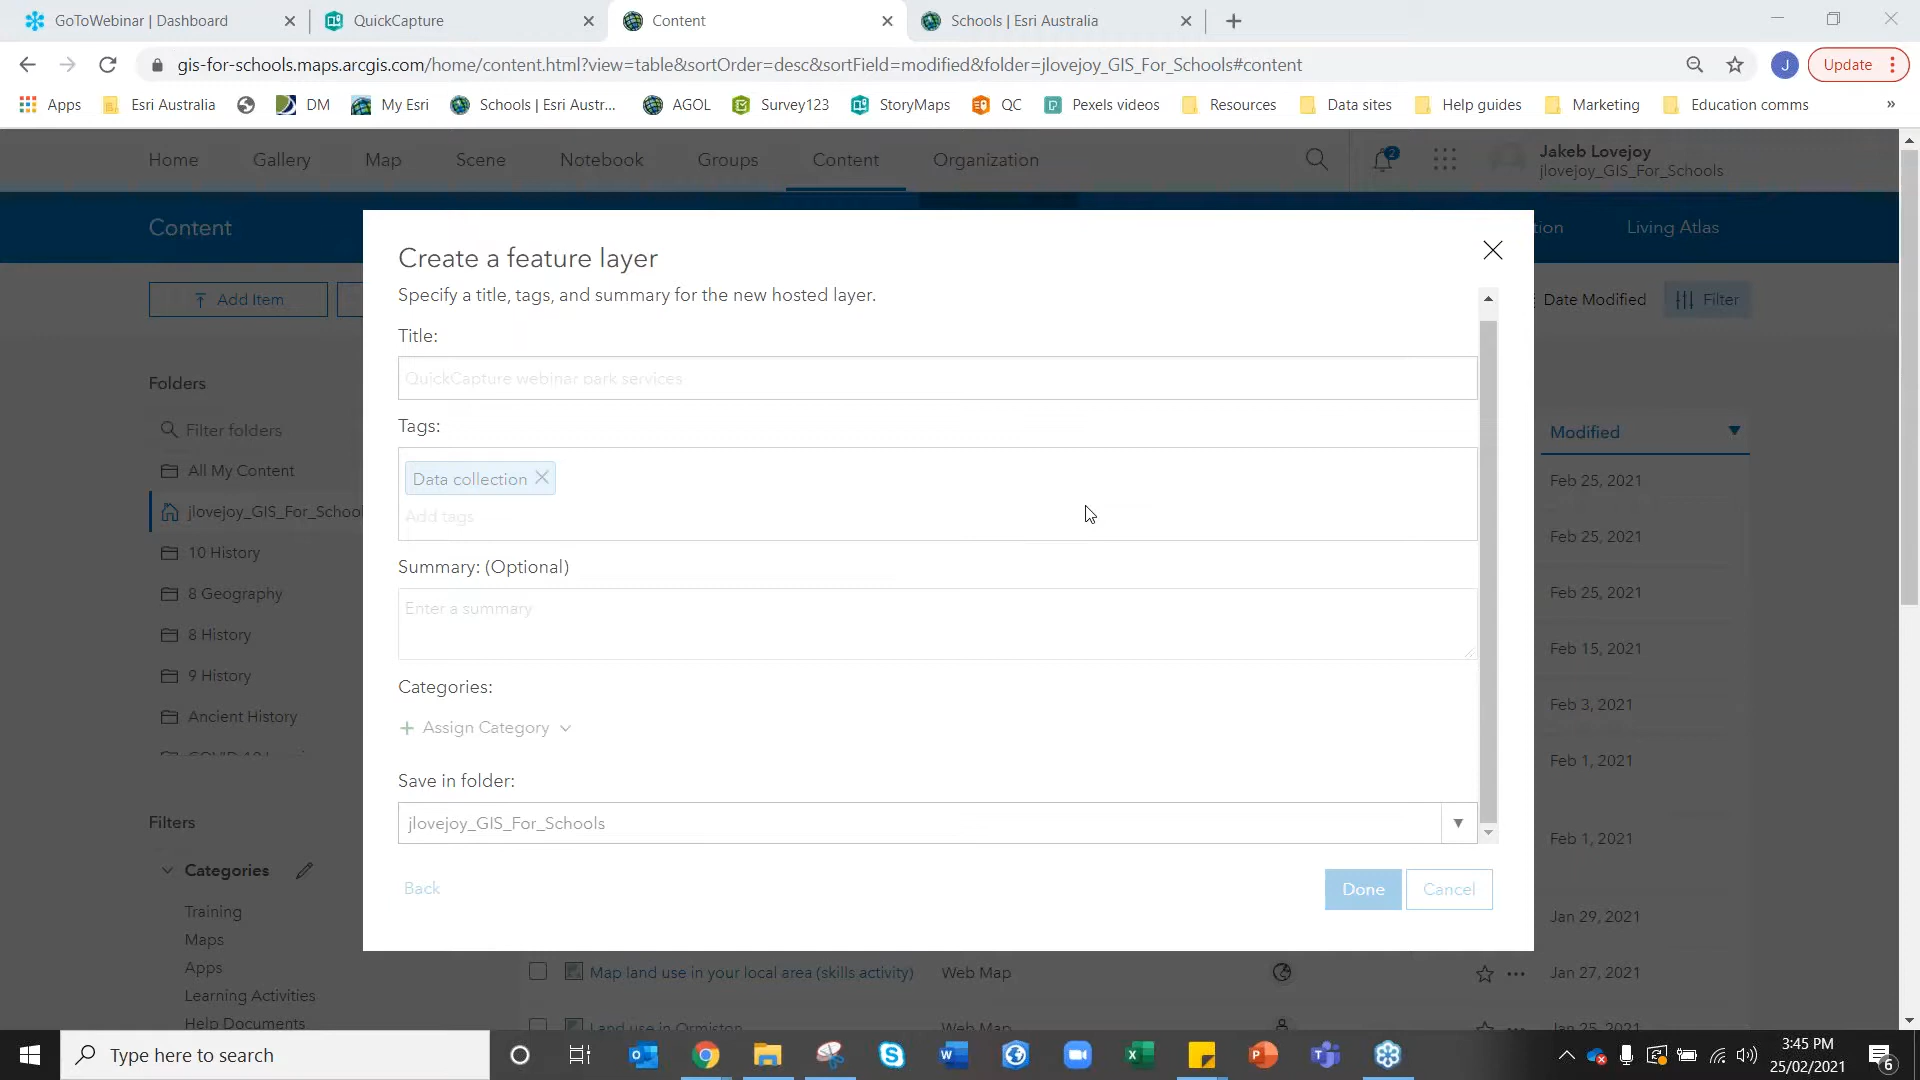 GoToWebinar | Dashboard
QuickCapture
Content
Schools | Esri Australia
gis-for-schools.maps.arcgis.com/home/content.html?view=table&sortOrder=desc&sortField=modified&folder=jlovejoy_GIS_For_Schools#content
J
Update
Apps
Esri Australia
DM
My Esri
Schools | Esri Austr...
AGOL
Survey123
StoryMaps
QC
Pexels videos
Resources
Data sites
Help guides
Marketing
Education comms
»
Home
Gallery
Map
Scene
Notebook
Groups
Content
Organization
2
Jakeb Lovejoy
jlovejoy_GIS_For_Schools
Content
Living Atlas
Add Item
Date Modified
Filter
Create a feature layer
Specify a title, tags, and summary for the new hosted layer.
Title:
QuickCapture webinar park services
Tags:
Data collection
Add tags
Summary: (Optional)
Enter a summary
Categories:
+ Assign Category
Save in folder:
jlovejoy_GIS_For_Schools
Back
Done
Cancel
Folders
Filter folders
All My Content
jlovejoy_GIS_For_School
10 History
8 Geography
8 History
9 History
Ancient History
Filters
Categories
Training
Maps
Apps
Learning Activities
Help Documents
Modified
Feb 25, 2021
Feb 25, 2021
Feb 25, 2021
Feb 15, 2021
Feb 3, 2021
Feb 1, 2021
Feb 1, 2021
Jan 29, 2021
Map land use in your local area (skills activity)
Web Map
Jan 27, 2021
Land use in Ormiston
Web Map
Jan 25, 2021
Type here to search
3:45 PM
25/02/2021
6